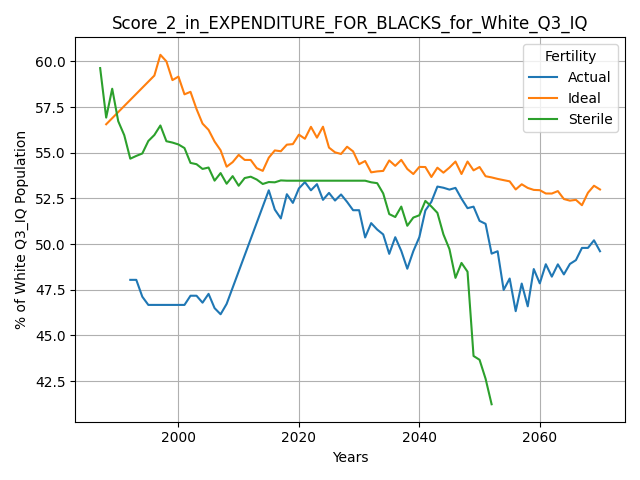 Score_2_in_EXPENDITURE_FOR_BLACKS_for_White_Q3_IQ
Fertility
Actual
Ideal
Sterile
% of White Q3_IQ Population
60.0
57.5
55.0
52.5
50.0
47.5
45.0
42.5
2000 2020 2040 2060
Years